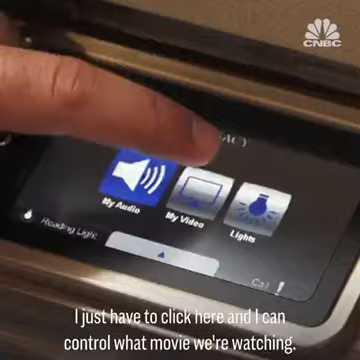 CNBC
My Audio
My Video
Lights
Reading Light
Call
I just have to click here and I can
control what movie we're watching.